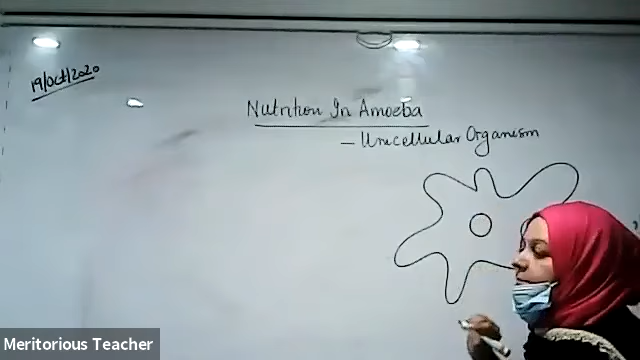 19/Oct/2020
Nutrition In Amoeba
– Unicellular Organism
Meritorious Teacher